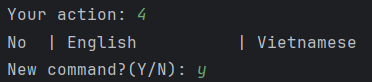 Your action: 4
No  | English          | Vietnamese
New command?(Y/N): y